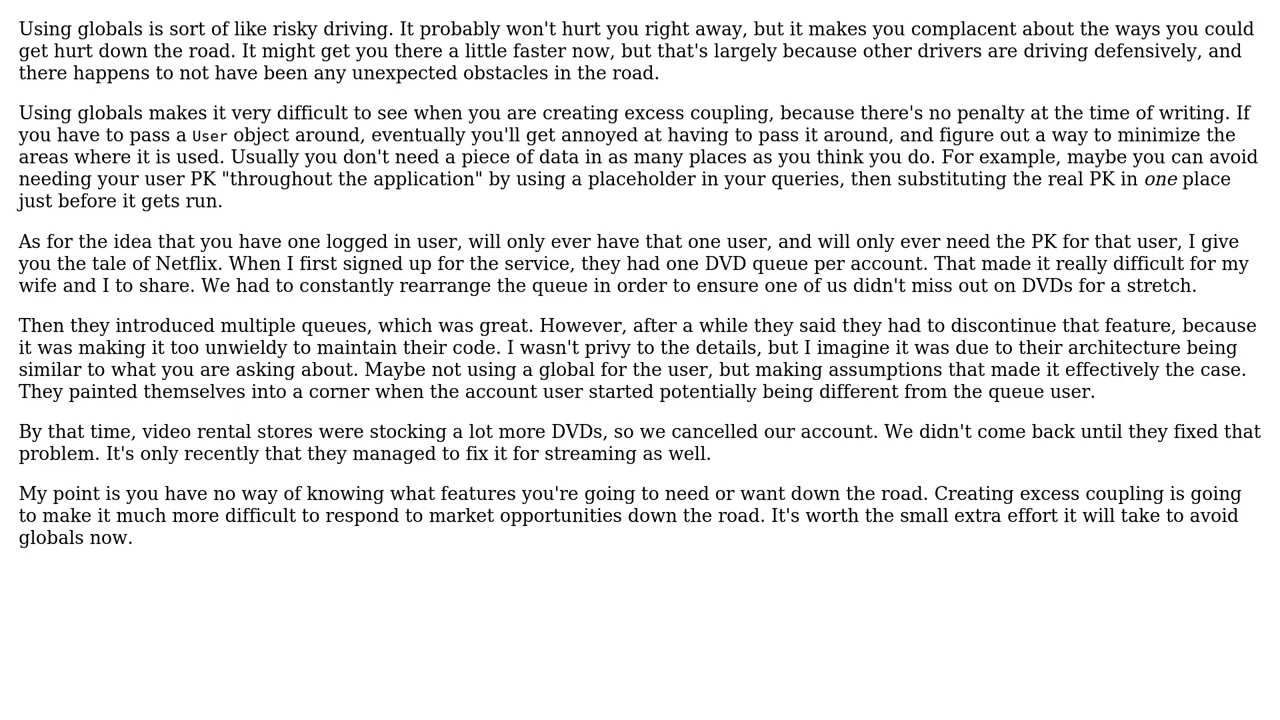 Using globals is sort of like risky driving. It probably won't hurt you right away, but it makes you complacent about the ways you could
get hurt down the road. It might get you there a little faster now, but that's largely because other drivers are driving defensively, and
there happens to not have been any unexpected obstacles in the road.
Using globals makes it very difficult to see when you are creating excess coupling, because there's no penalty at the time of writing. If
you have to pass a User object around, eventually you'll get annoyed at having to pass it around, and figure out a way to minimize the
areas where it is used. Usually you don't need a piece of data in as many places as you think you do. For example, maybe you can avoid
needing your user PK "throughout the application" by using a placeholder in your queries, then substituting the real PK in one place
just before it gets run.
As for the idea that you have one logged in user, will only ever have that one user, and will only ever need the PK for that user, I give
you the tale of Netflix. When I first signed up for the service, they had one DVD queue per account. That made it really difficult for my
wife and I to share. We had to constantly rearrange the queue in order to ensure one of us didn't miss out on DVDs for a stretch.
Then they introduced multiple queues, which was great. However, after a while they said they had to discontinue that feature, because
it was making it too unwieldy to maintain their code. I wasn't privy to the details, but I imagine it was due to their architecture being
similar to what you are asking about. Maybe not using a global for the user, but making assumptions that made it effectively the case.
They painted themselves into a corner when the account user started potentially being different from the queue user.
By that time, video rental stores were stocking a lot more DVDs, so we cancelled our account. We didn't come back until they fixed that
problem. It's only recently that they managed to fix it for streaming as well.
My point is you have no way of knowing what features you're going to need or want down the road. Creating excess coupling is going
to make it much more difficult to respond to market opportunities down the road. It's worth the small extra effort it will take to avoid
globals now.